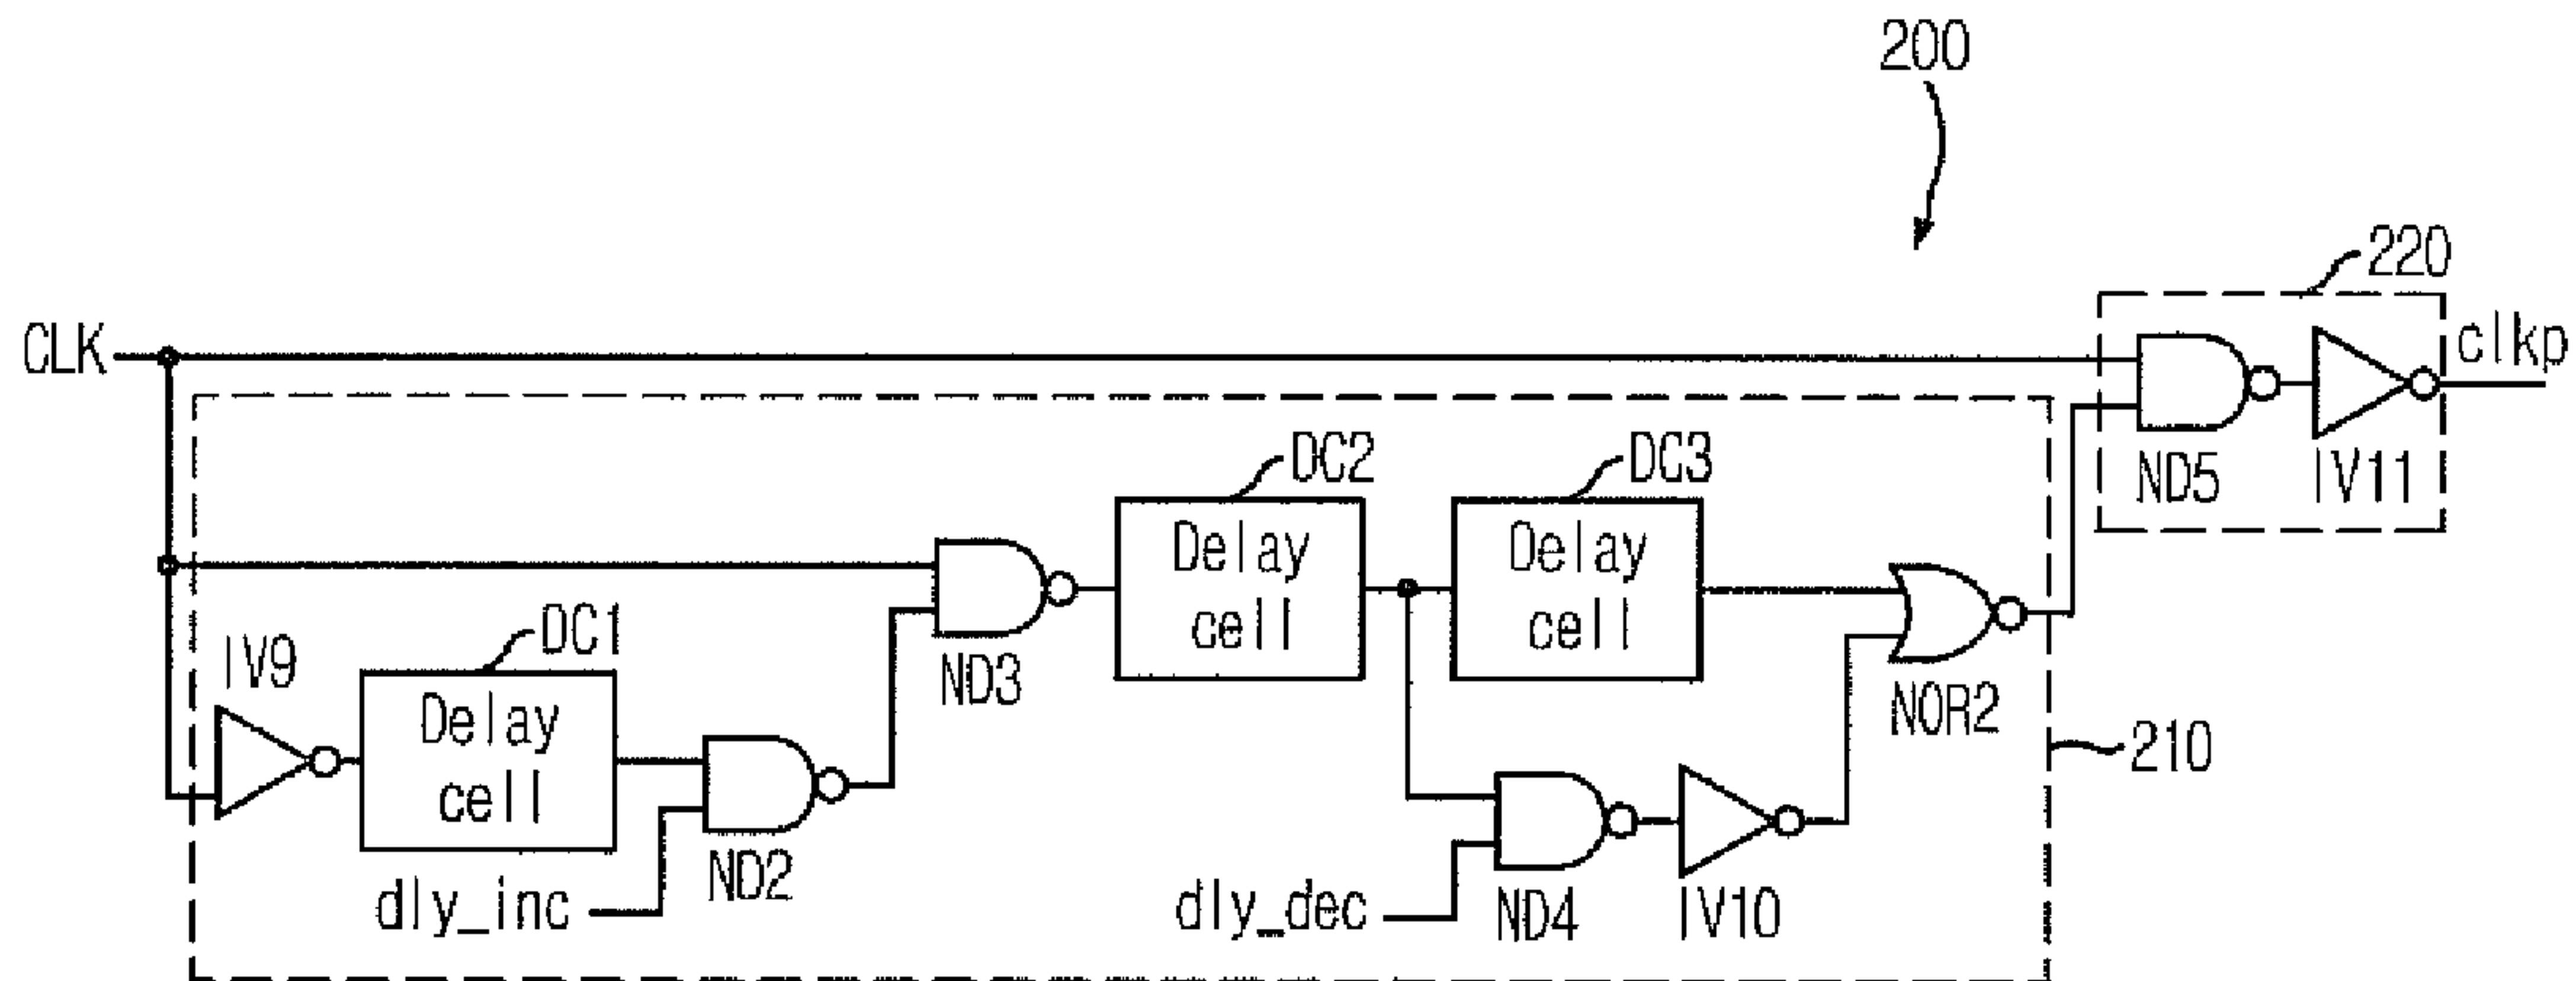 200
220
CLK
clkp
DC2
DC3
ND5
IV11
Delay
cell
Delay
cell
IV9
DC1
ND3
NOR2
Delay
cell
210
ND2
dly_inc
dly_dec
ND4
IV10